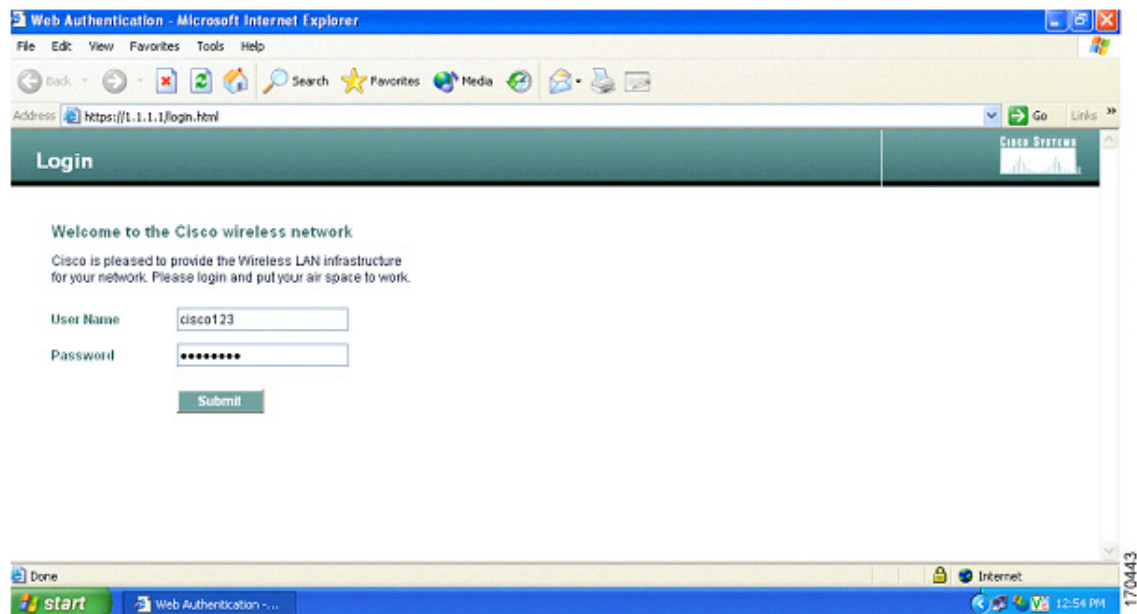 Web Authentication - Microsoft Internet Explorer
File Edit View Favorites Tools Help
Back Search Favorites Media
Address https://1.1.1.1/login.html Go Links »
Login
CISCO SYSTEMS
Welcome to the Cisco wireless network
Cisco is pleased to provide the Wireless LAN infrastructure
for your network. Please login and put your air space to work.
User Name cisco123
Password ••••••••
Submit
Done Internet
start Web Authentication -... 12:54 PM
170443